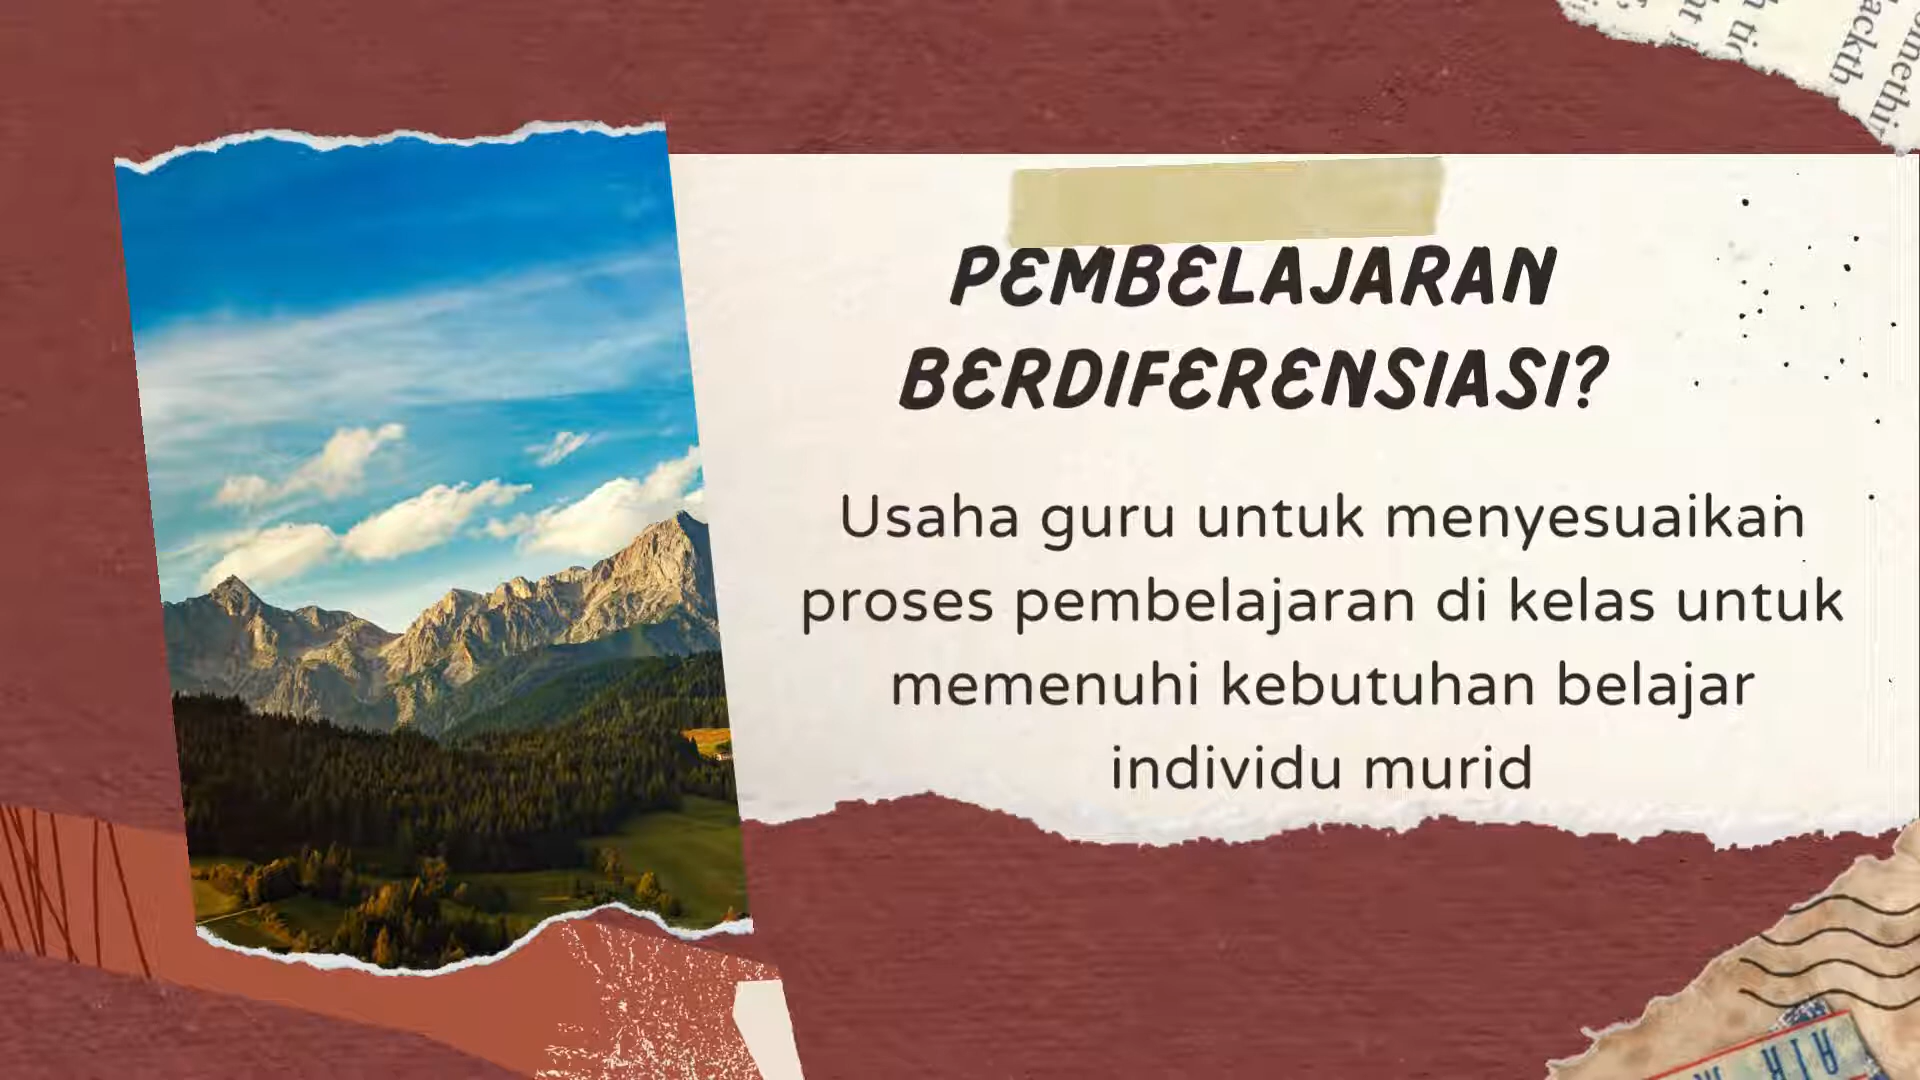 PEMBELAJARAN
BERDIFERENSIASI?
Usaha guru untuk menyesuaikan
proses pembelajaran di kelas untuk
memenuhi kebutuhan belajar
individu murid